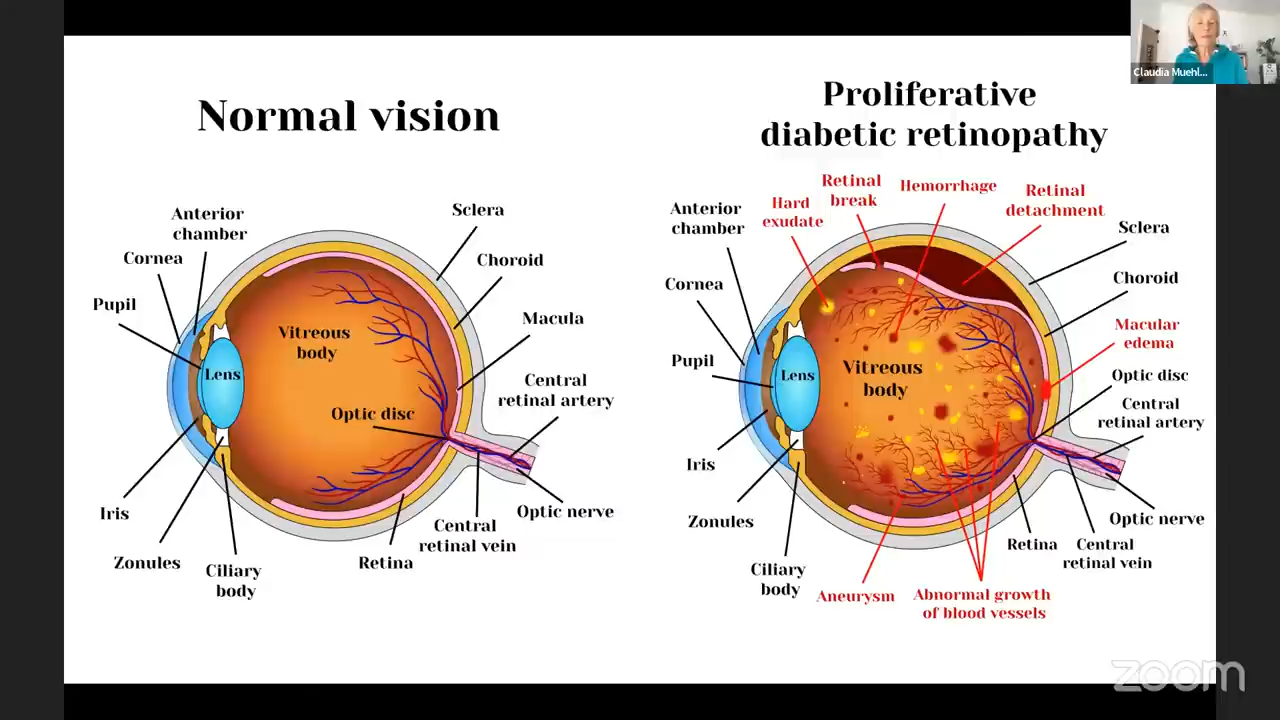 Claudia Muehl...
Normal vision
Proliferative
diabetic retinopathy
Anterior
chamber
Cornea
Pupil
Sclera
Choroid
Macula
Central
retinal artery
Vitreous
body
Lens
Optic disc
Iris
Zonules
Ciliary
body
Retina
Central
retinal vein
Optic nerve
Retinal
break
Hemorrhage
Hard
exudate
Retinal
detachment
Anterior
chamber
Cornea
Pupil
Sclera
Choroid
Macular
edema
Optic disc
Central
retinal artery
Vitreous
body
Lens
Iris
Zonules
Ciliary
body
Aneurysm
Abnormal growth
of blood vessels
Retina
Central
retinal vein
Optic nerve
zoom